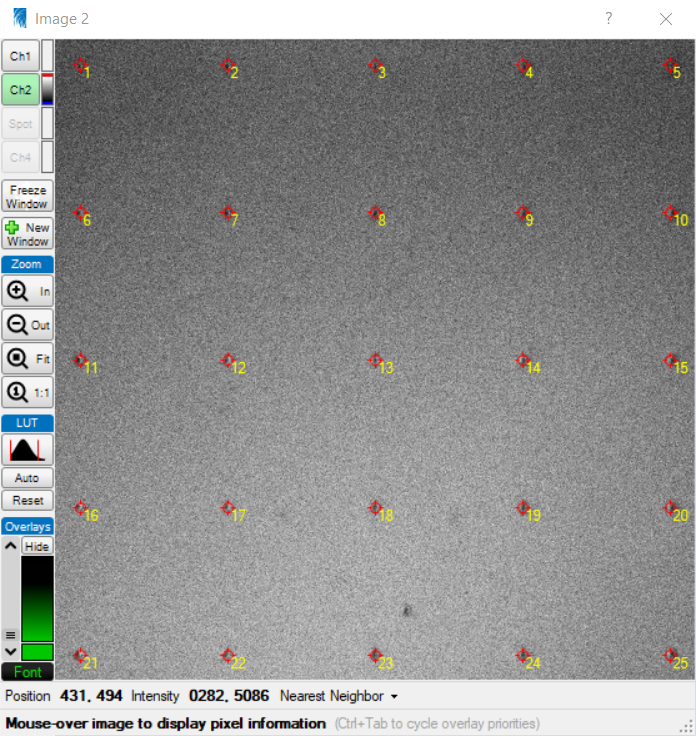 Image 2 ?
Ch1
Ch2
Spot
Ch4
Freeze
Window
New
Window
Zoom
In
Out
Fit
1:1
LUT
Auto
Reset
Overlays
Hide
Font
1 2 3 4 5
6 7 8 9 10
11 12 13 14 15
16 17 18 19 20
21 22 23 24 25
Position 431, 494 Intensity 0282, 5086 Nearest Neighbor
Mouse-over image to display pixel information (Ctrl+Tab to cycle overlay priorities)